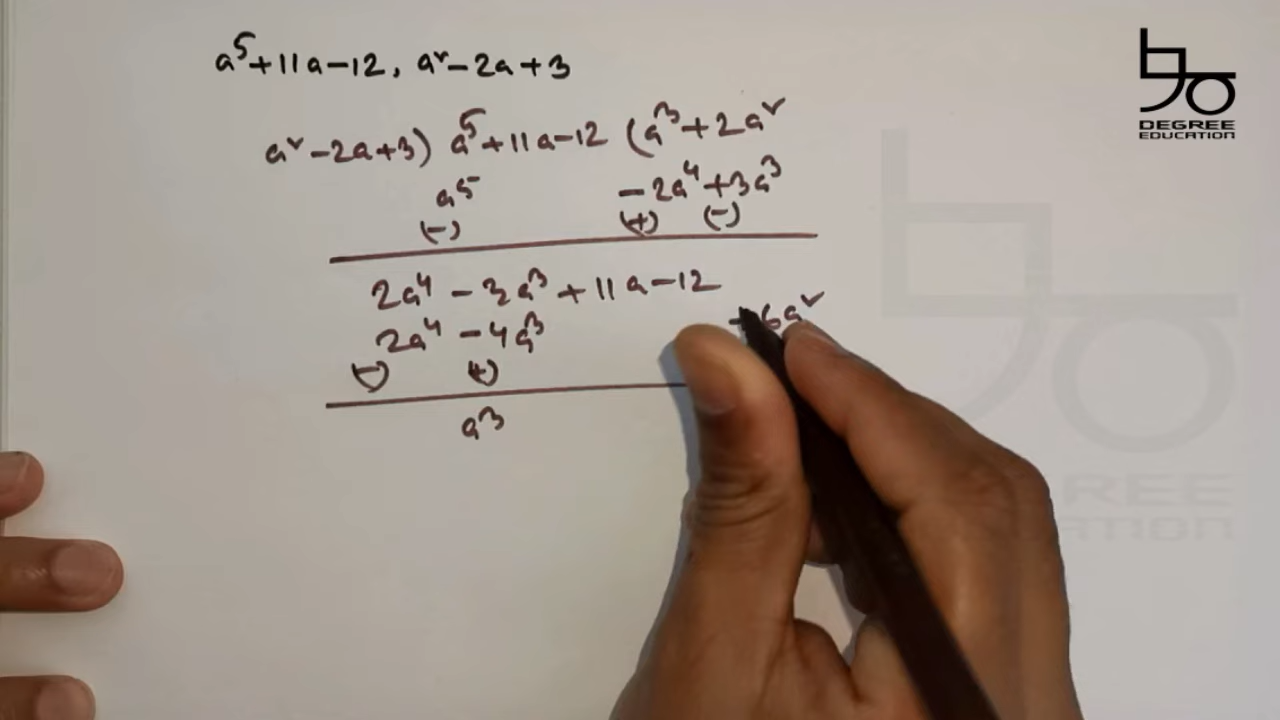 a⁵+11a-12, a²-2a+3
DEGREE
EDUCATION
a²-2a+3) a⁵+11a-12 (a³+2a²
a⁵ -2a⁴+3a³
(-) (+) (-)
2a⁴-3a³+11a-12
2a⁴-4a³ +6a²
(-) (+)
a³